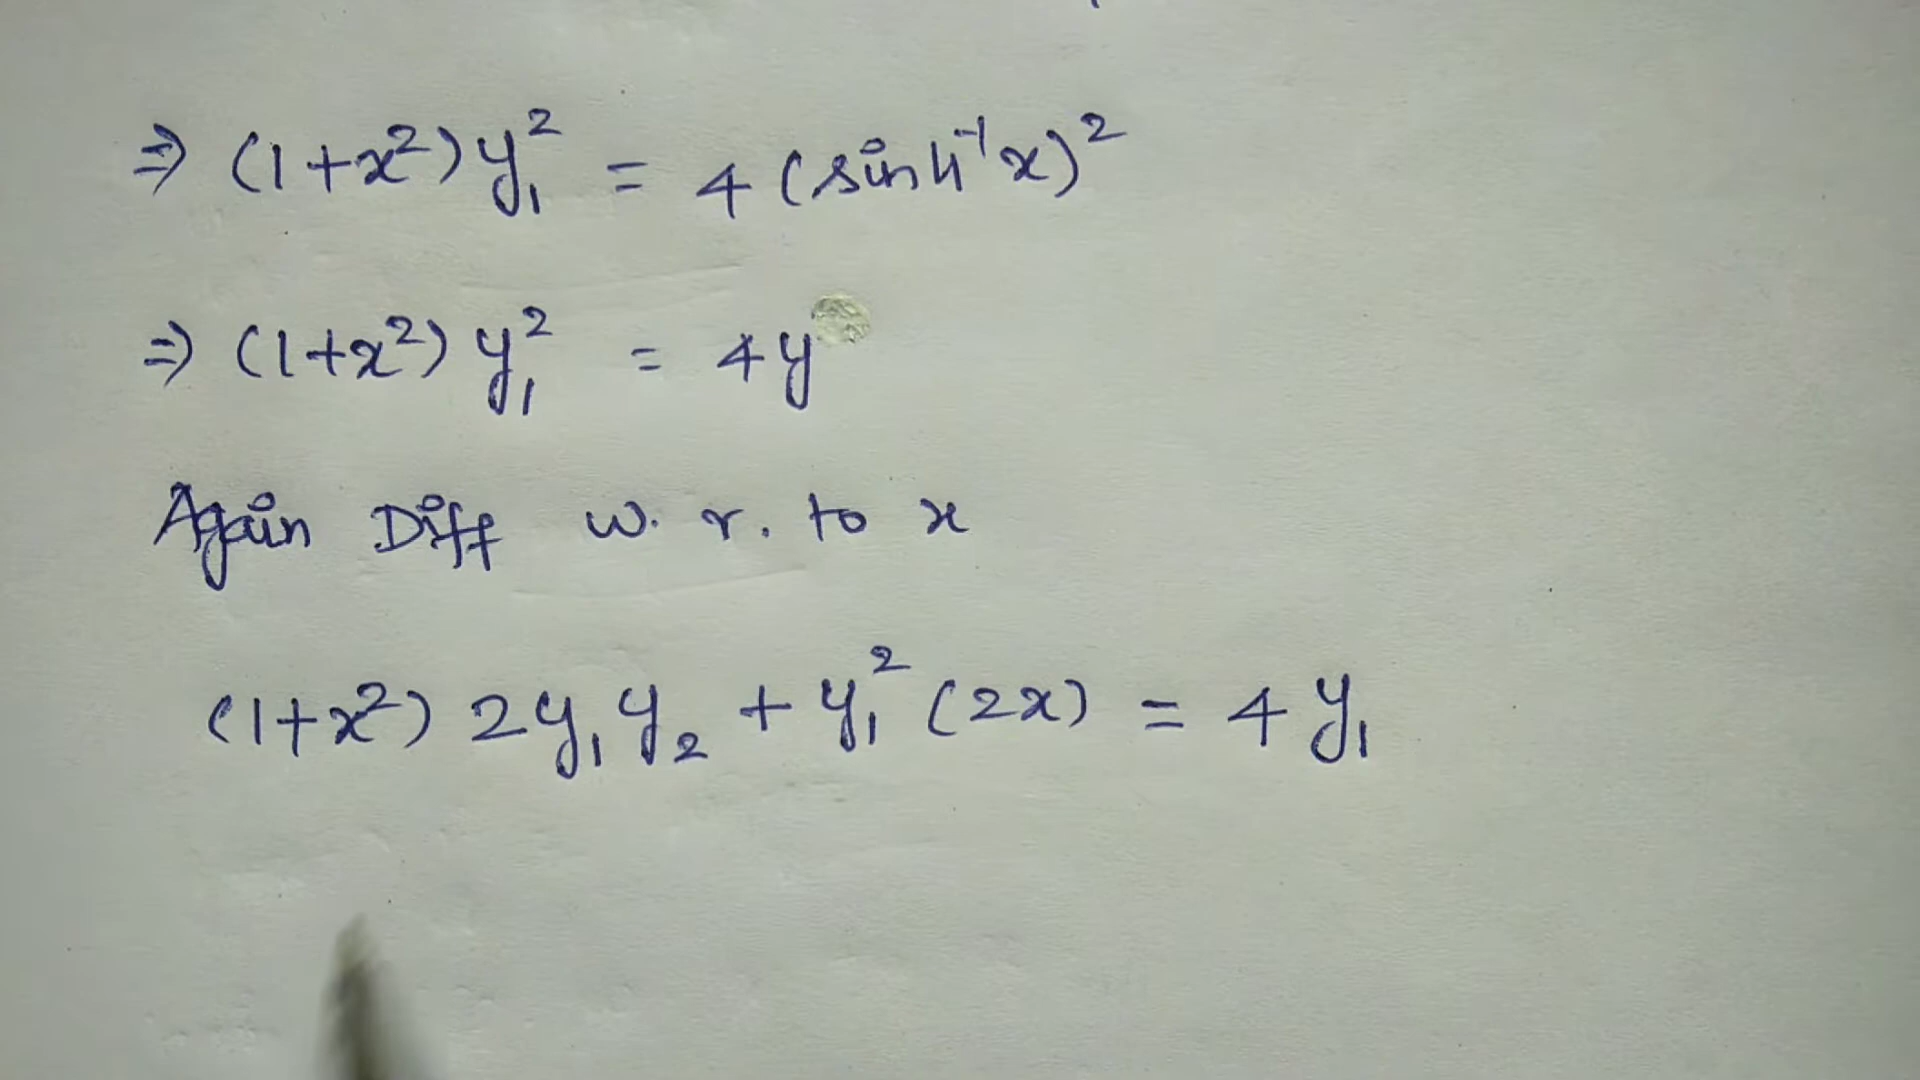 ⇒ (1+x²) y₁² = 4 (sinh⁻¹x)²
⇒ (1+x²) y₁² = 4y
Again Diff w. r. to x
(1+x²) 2y₁y₂ + y₁² (2x) = 4y₁